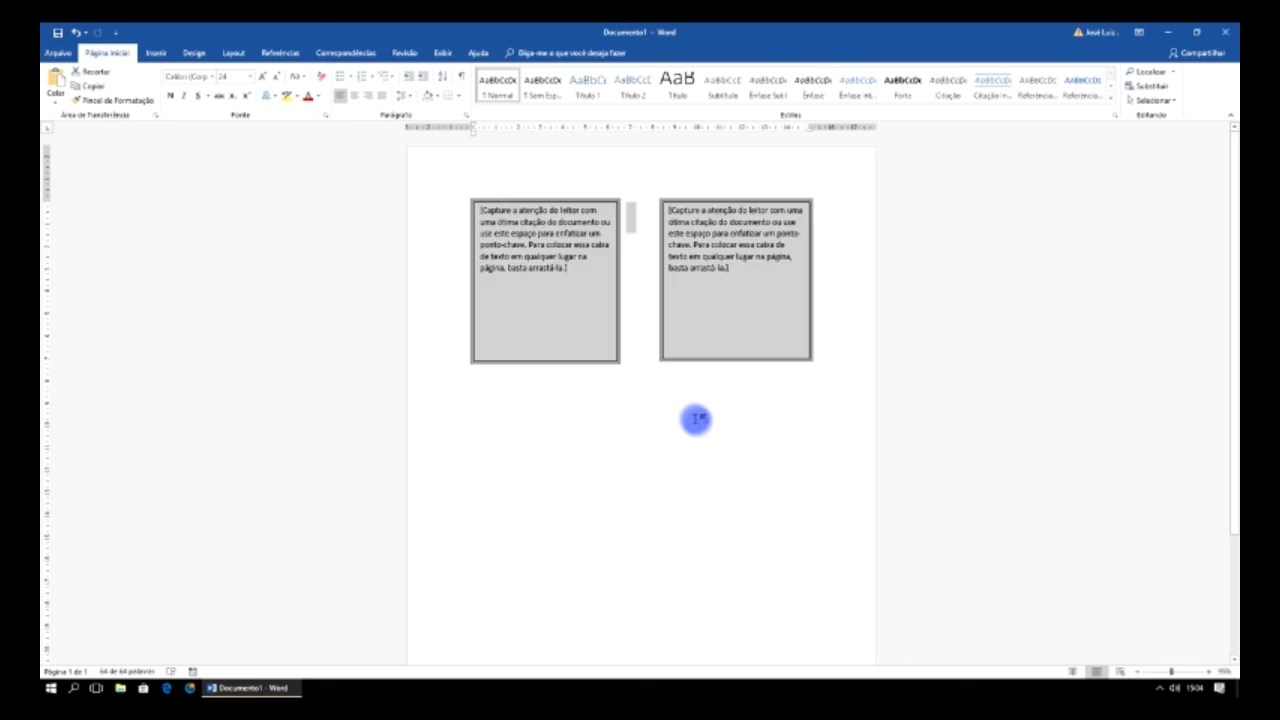 Documento1 - Word
José Luiz
Arquivo
Página Inicial
Inserir
Design
Layout
Referências
Correspondências
Revisão
Exibir
Ajuda
Diga-me o que você deseja fazer
Compartilhar
Colar
Recortar
Copiar
Pincel de Formatação
Calibri (Corp
24
N I S
AaBbCcDc
AaBbCcDc
AaBbCc
AaBbCcC
AaB
AaBbCcC
AaBbCcDc
AaBbCcDc
AaBbCcDc
AaBbCcDc
AaBbCcDc
AaBbCcDc
AaBbCcDc
AaBbCcDc
¶ Normal
¶ Sem Esp...
Título 1
Título 2
Título
Subtítulo
Ênfase Sutil
Ênfase
Ênfase Int...
Forte
Citação
Citação In...
Referência...
Referência...
Localizar
Substituir
Selecionar
Área de Transferência
Fonte
Parágrafo
Estilos
Editando
[Capture a atenção do leitor com
uma ótima citação do documento ou
use este espaço para enfatizar um
ponto-chave. Para colocar essa caixa
de texto em qualquer lugar na
página, basta arrastá-la.]
[Capture a atenção do leitor com uma
ótima citação do documento ou use
este espaço para enfatizar um ponto-
chave. Para colocar essa caixa de
texto em qualquer lugar na página,
basta arrastá-la.]
Página 1 de 1
64 de 64 palavras
95%
Documento1 - Word
15:04